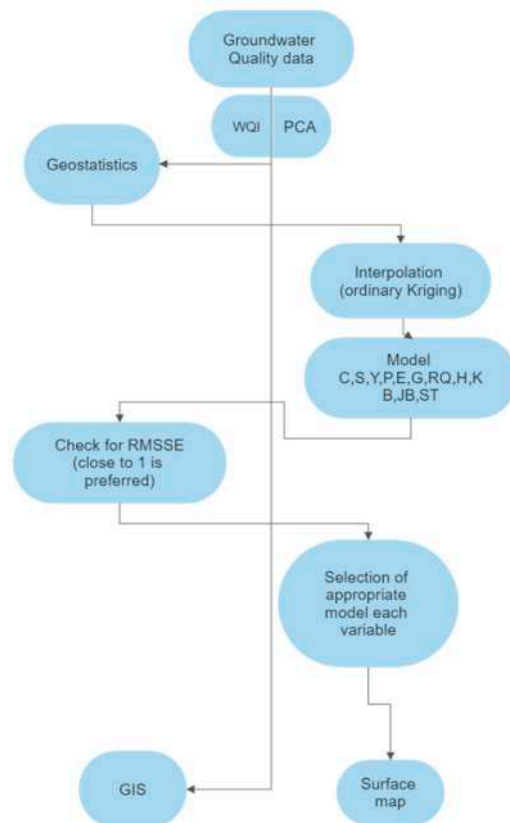 Groundwater
Quality data
WQI
PCA
Geostatistics
Interpolation
(ordinary Kriging)
Model
C,S,Y,P,E,G,RQ,H,K
B,JB,ST
Check for RMSSE
(close to 1 is
preferred)
Selection of
appropriate
model each
variable
GIS
Surface
map